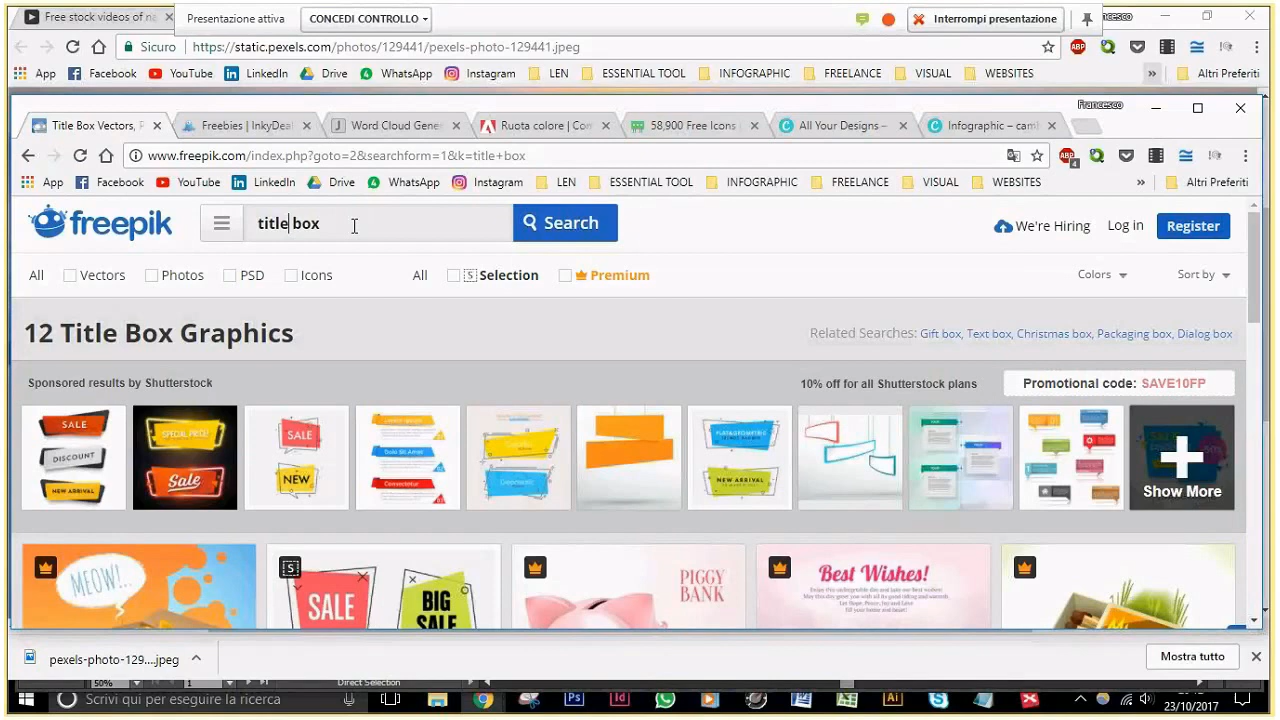 Free stock videos of na
Presentazione attiva
CONCEDI CONTROLLO
Interrompi presentazione
Sicuro
https://static.pexels.com/photos/129441/pexels-photo-129441.jpeg
App Facebook YouTube LinkedIn Drive WhatsApp Instagram LEN ESSENTIAL TOOL INFOGRAPHIC FREELANCE VISUAL WEBSITES » Altri Preferiti
Francesco
Title Box Vectors, P
Freebies | InkyDea
Word Cloud Gene
Ruota colore | Con
58,900 Free Icons (
All Your Designs –
Infographic – cam
www.freepik.com/index.php?goto=2&searchform=1&k=title+box
App Facebook YouTube LinkedIn Drive WhatsApp Instagram LEN ESSENTIAL TOOL INFOGRAPHIC FREELANCE VISUAL WEBSITES » Altri Preferiti
freepik
title box
Search
We're Hiring
Log in
Register
All Vectors Photos PSD Icons All Selection Premium Colors Sort by
12 Title Box Graphics
Related Searches: Gift box, Text box, Christmas box, Packaging box, Dialog box
Sponsored results by Shutterstock
10% off for all Shutterstock plans
Promotional code: SAVE10FP
SALE
DISCOUNT
NEW ARRIVAL
Sale
SALE
NEW
NEW ARRIVAL
Show More
MEOW!..
S
SALE
BIG
SALE
PIGGY
BANK
Best Wishes!
pexels-photo-129....jpeg
Mostra tutto
50%
1
Direct Selection
Scrivi qui per eseguire la ricerca
23/10/2017